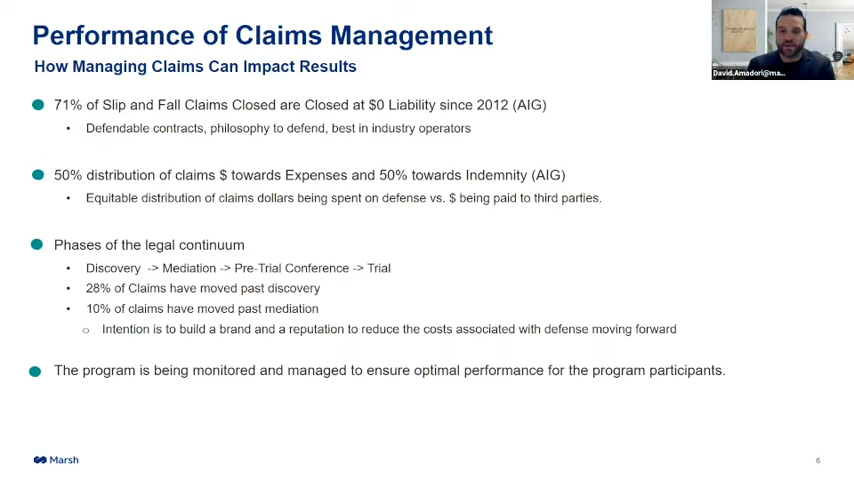 Performance of Claims Management
How Managing Claims Can Impact Results
David.Amadori@ma...
71% of Slip and Fall Claims Closed are Closed at $0 Liability since 2012 (AIG)
• Defendable contracts, philosophy to defend, best in industry operators
50% distribution of claims $ towards Expenses and 50% towards Indemnity (AIG)
• Equitable distribution of claims dollars being spent on defense vs. $ being paid to third parties.
Phases of the legal continuum
• Discovery -> Mediation -> Pre-Trial Conference -> Trial
• 28% of Claims have moved past discovery
• 10% of claims have moved past mediation
o Intention is to build a brand and a reputation to reduce the costs associated with defense moving forward
The program is being monitored and managed to ensure optimal performance for the program participants.
Marsh
6